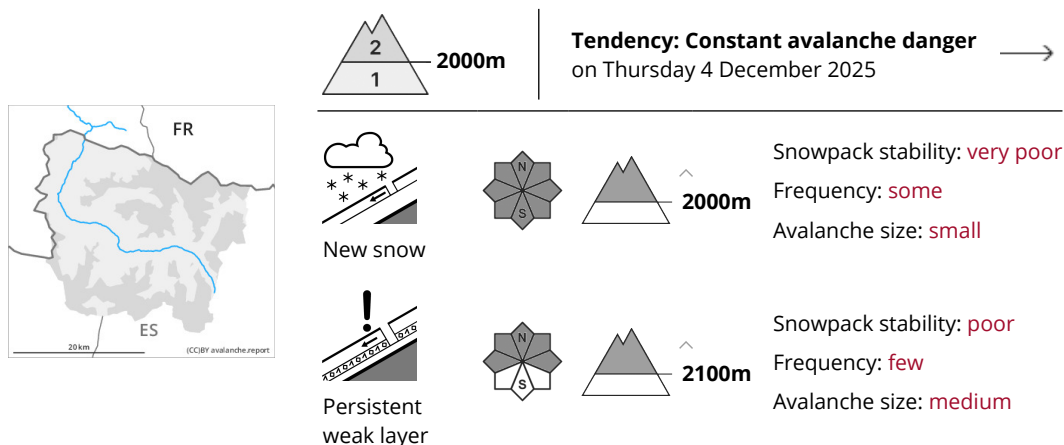 2
1
2000m
Tendency: Constant avalanche danger
on Thursday 4 December 2025
FR
ES
20 km
(CC)BY avalanche.report
New snow
N
S
2000m
Snowpack stability: very poor
Frequency: some
Avalanche size: small
Persistent
weak layer
N
S
2100m
Snowpack stability: poor
Frequency: few
Avalanche size: medium